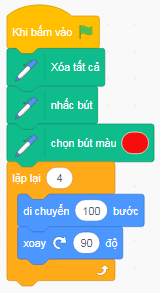 Khi bấm vào
Xóa tất cả
nhấc bút
chọn bút màu
lặp lại 4
di chuyển 100 bước
xoay 90 độ